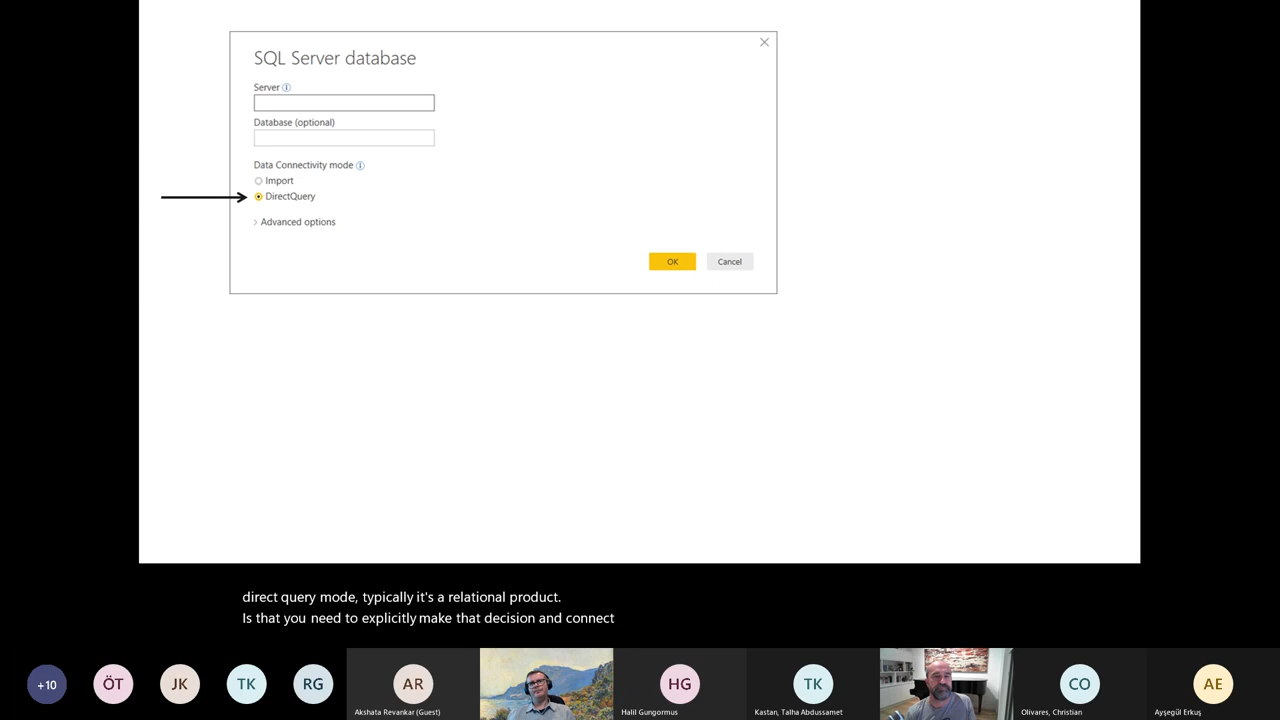 SQL Server database
Server
Database (optional)
Data Connectivity mode
Import
DirectQuery
Advanced options
OK
Cancel
direct query mode, typically it's a relational product.
Is that you need to explicitly make that decision and connect
+10
ÖT
JK
TK
RG
AR
HG
TK
CO
AE
Akshata Revankar (Guest)
Halil Gungormus
Kastan, Talha Abdussamet
Olivares, Christian
Ayşegül Erkuş